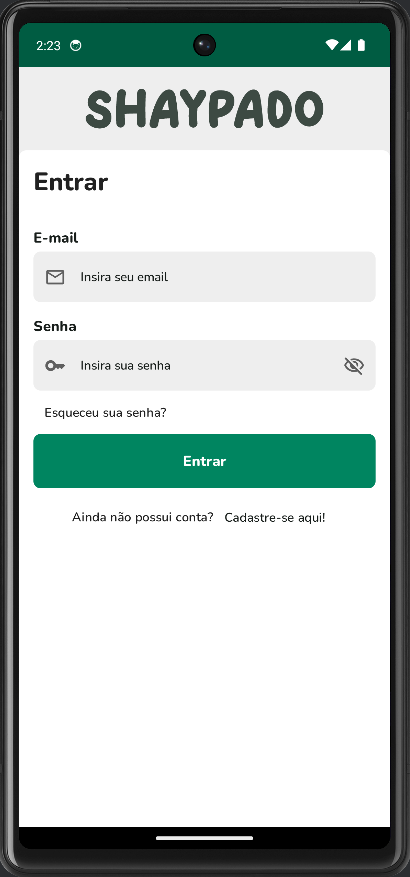 2:23
SHAYPADO
Entrar
E-mail
Insira seu email
Senha
Insira sua senha
Esqueceu sua senha?
Entrar
Ainda não possui conta? Cadastre-se aqui!